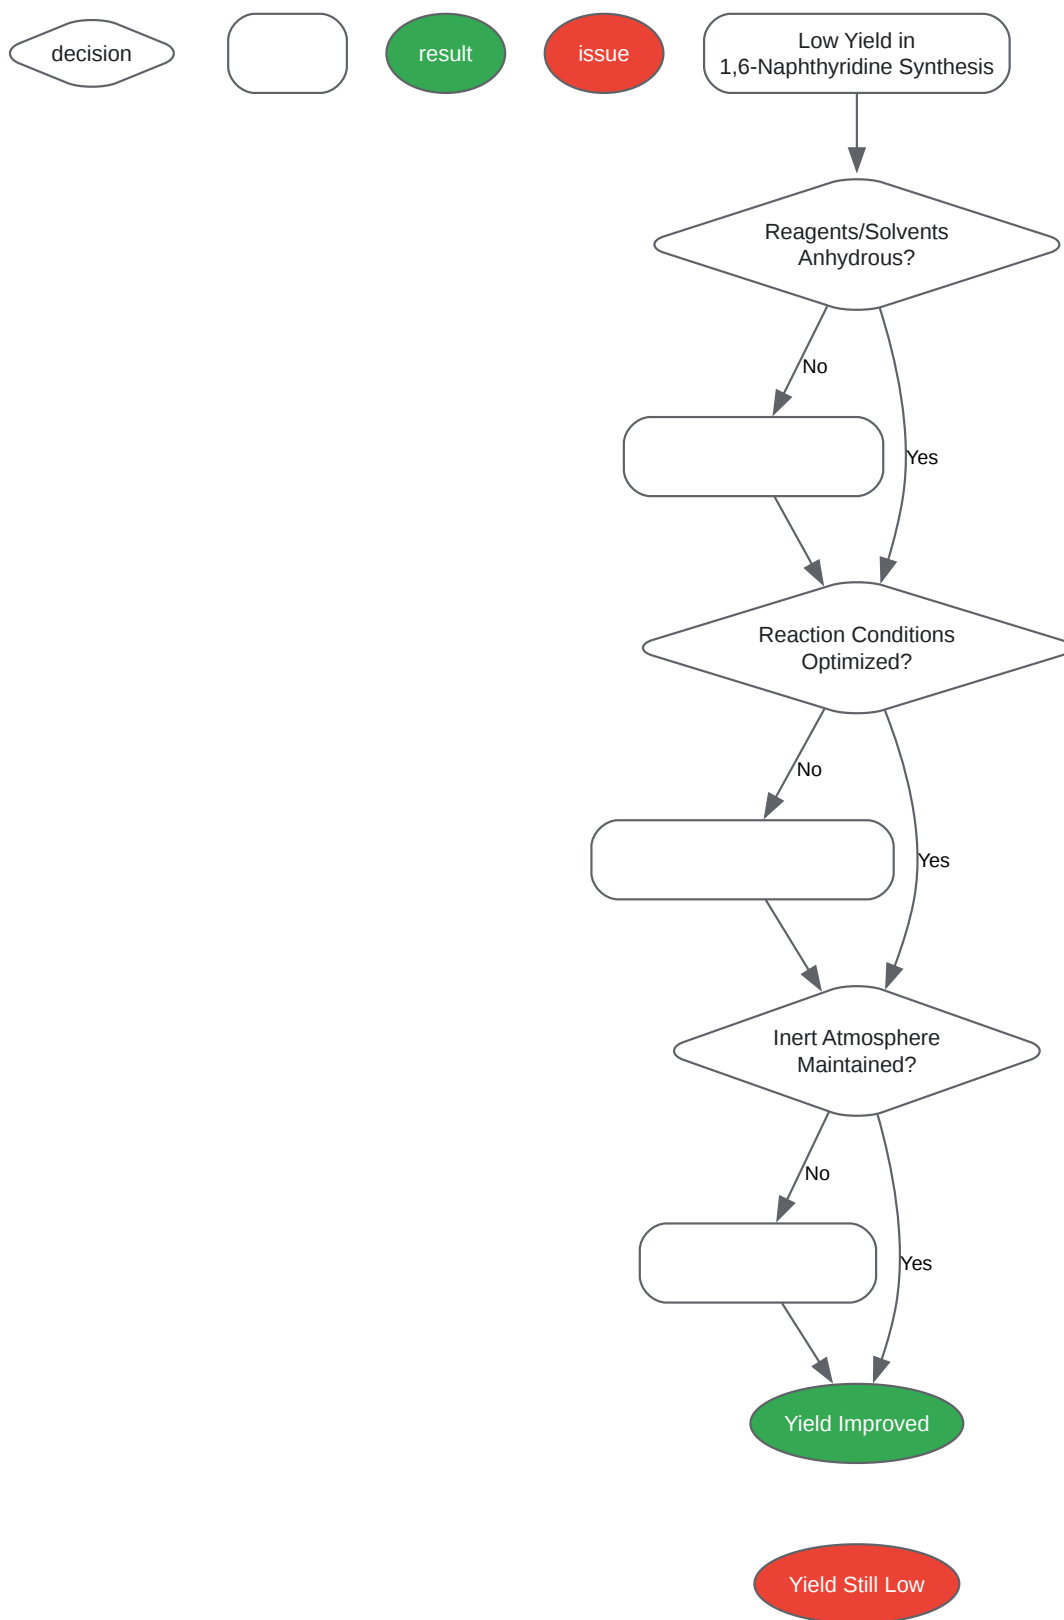 decision
result
issue
Low Yield in
1,6-Naphthyridine Synthesis
Reagents/Solvents
Anhydrous?
No
Yes
Reaction Conditions
Optimized?
No
Yes
Inert Atmosphere
Maintained?
No
Yes
Yield Improved
Yield Still Low